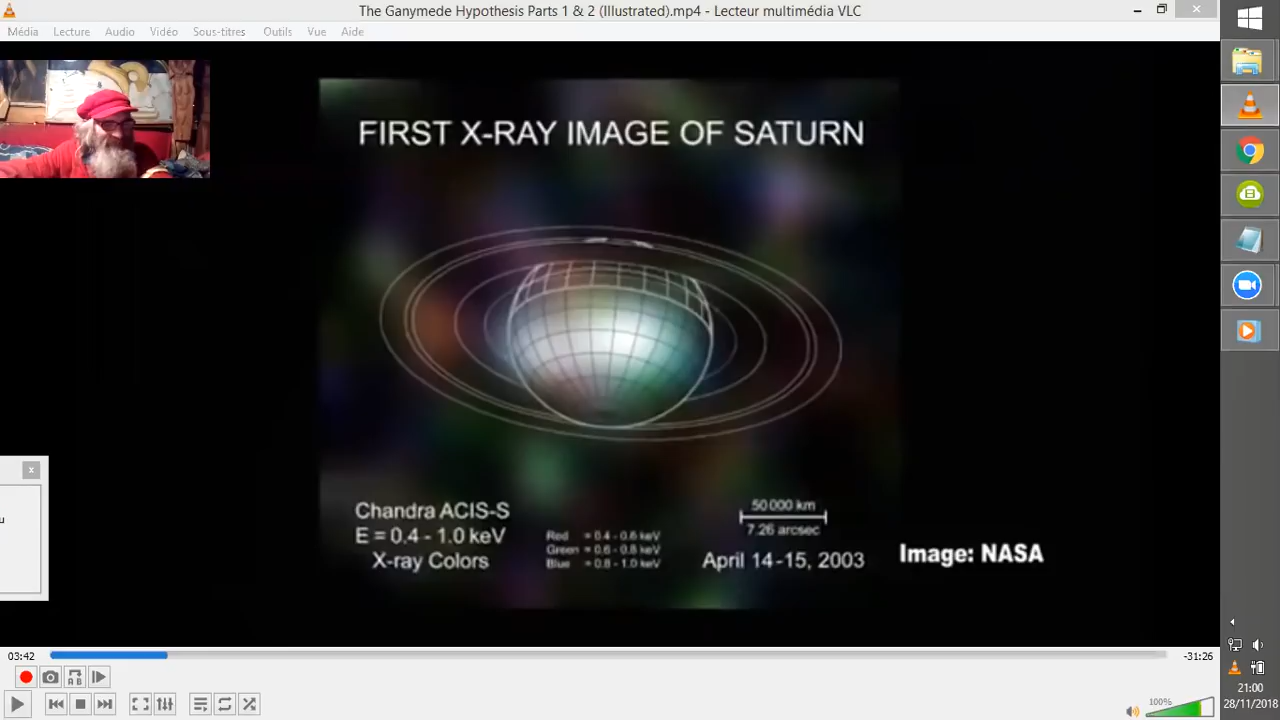 The Ganymede Hypothesis Parts 1 & 2 (Illustrated).mp4 - Lecteur multimédia VLC
Média Lecture Audio Vidéo Sous-titres Outils Vue Aide
FIRST X-RAY IMAGE OF SATURN
Chandra ACIS-S
E = 0.4 - 1.0 keV
X-ray Colors
Red = 0.4 - 0.6 keV
Green = 0.6 - 0.8 keV
Blue = 0.8 - 1.0 keV
50 000 km
7.26 arcsec
April 14-15, 2003
Image: NASA
x
u
03:42
-31:26
A B
100%
21:00
28/11/2018